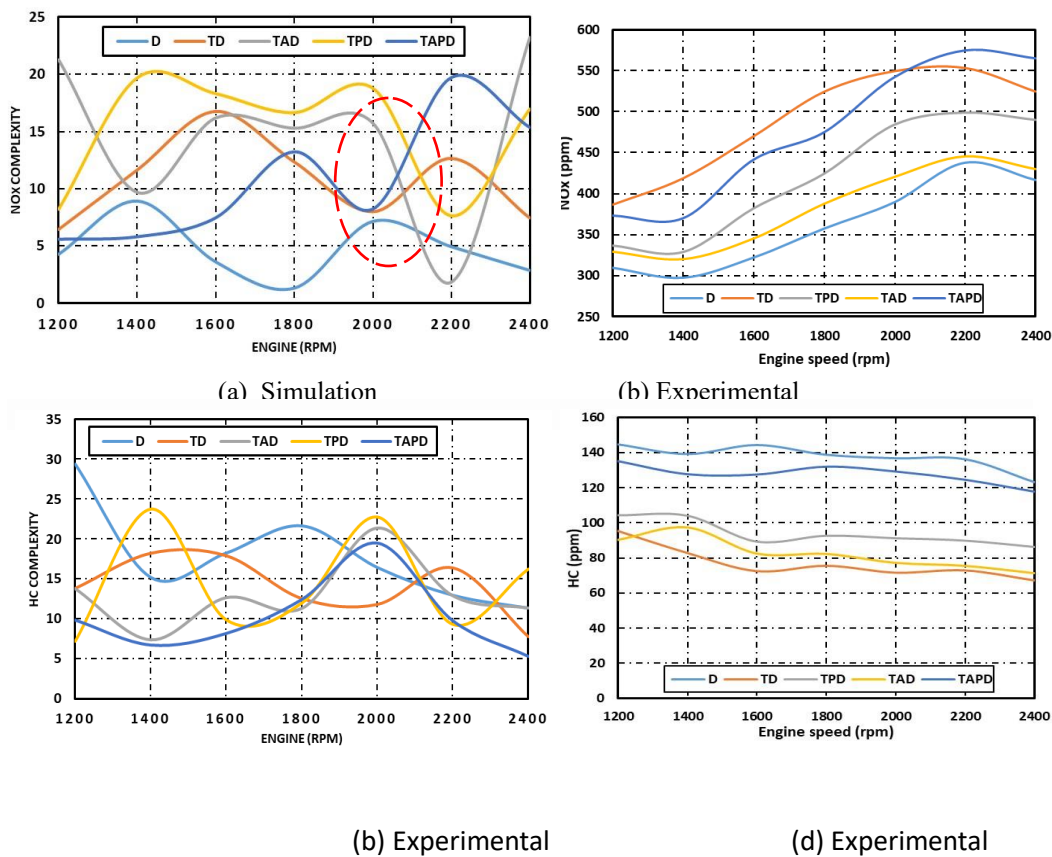 25
20
15
10
5
0
NOX COMPLEXITY
D TD TAD TPD TAPD
1200 1400 1600 1800 2000 2200 2400
ENGINE (RPM)
(a) Simulation
600
550
500
450
400
350
300
250
NOx (ppm)
D TD TPD TAD TAPD
1200 1400 1600 1800 2000 2200 2400
Engine speed (rpm)
(b) Experimental
35
30
25
20
15
10
5
0
HC COMPLEXITY
D TD TAD TPD TAPD
1200 1400 1600 1800 2000 2200 2400
ENGINE (RPM)
160
140
120
100
80
60
40
20
0
HC (ppm)
D TD TPD TAD TAPD
1200 1400 1600 1800 2000 2200 2400
Engine speed (rpm)
(b) Experimental
(d) Experimental